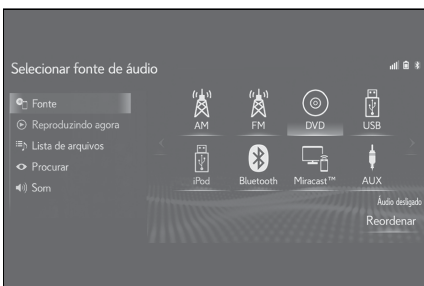 Selecionar fonte de áudio
Fonte
Reproduzindo agora
Lista de arquivos
Procurar
Som
AM FM DVD USB
iPod Bluetooth Miracast™ AUX
Áudio desligado
Reordenar